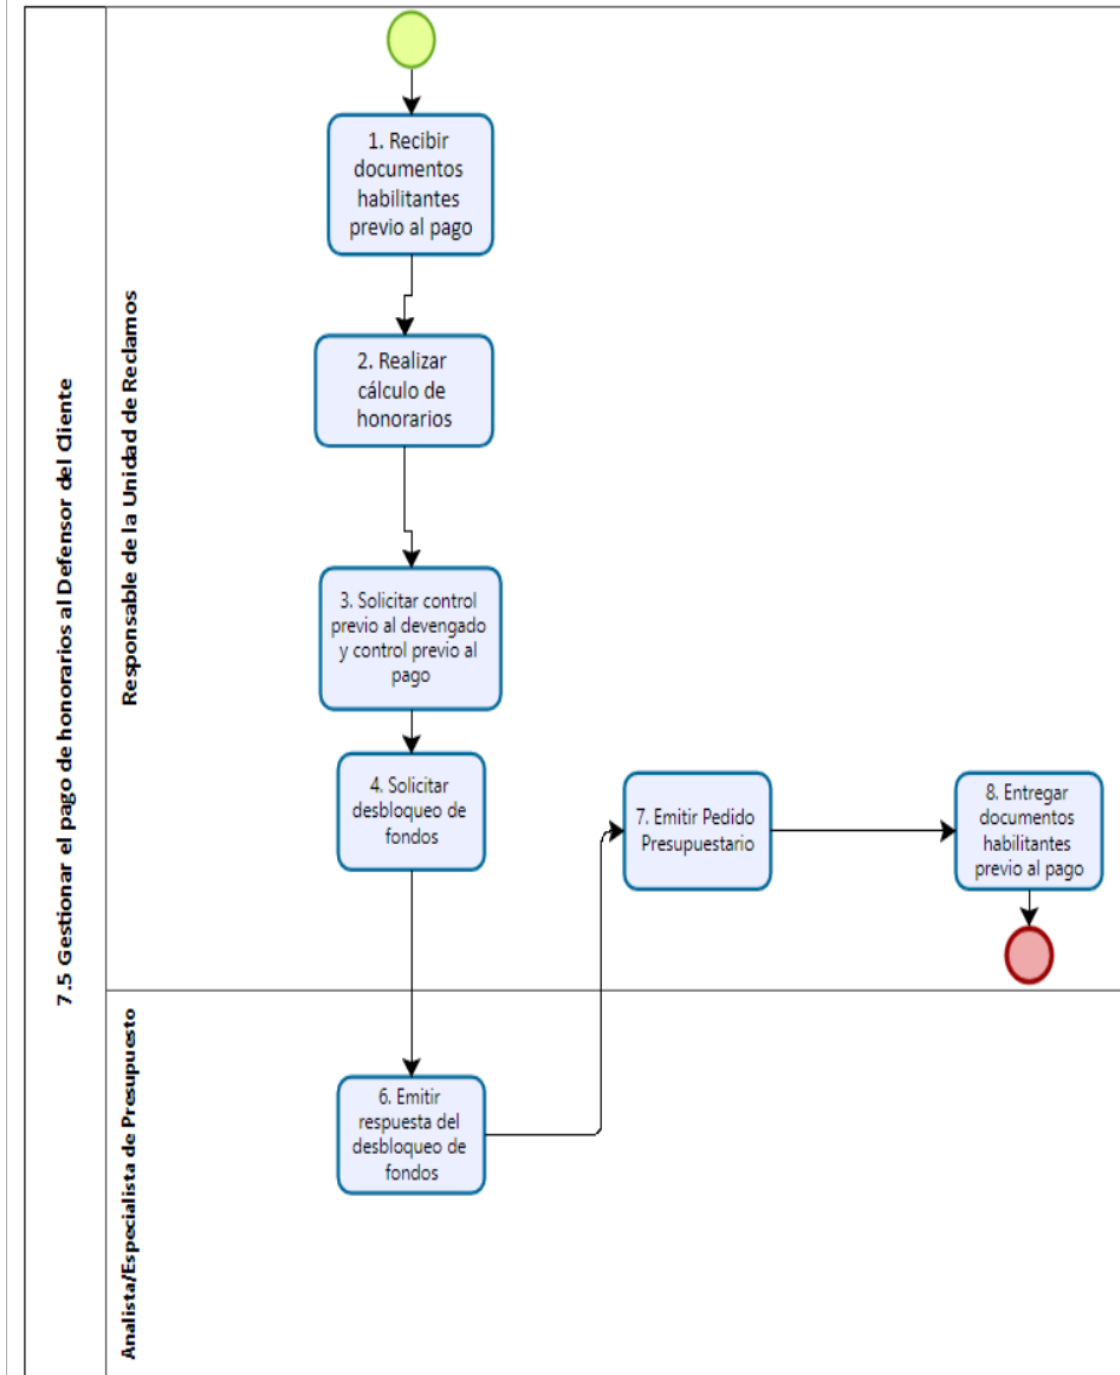 7.5 Gestionar el pago de honorarios al Defensor del Cliente
Responsable de la Unidad de Reclamos
1. Recibir
documentos
habilitantes
previo al pago
2. Realizar
cálculo de
honorarios
3. Solicitar control
previo al devengado
y control previo al
pago
4. Solicitar
desbloqueo de
fondos
7. Emitir Pedido
Presupuestario
8. Entregar
documentos
habilitantes
previo al pago
Analista/Especialista de Presupuesto
6. Emitir
respuesta del
desbloqueo de
fondos